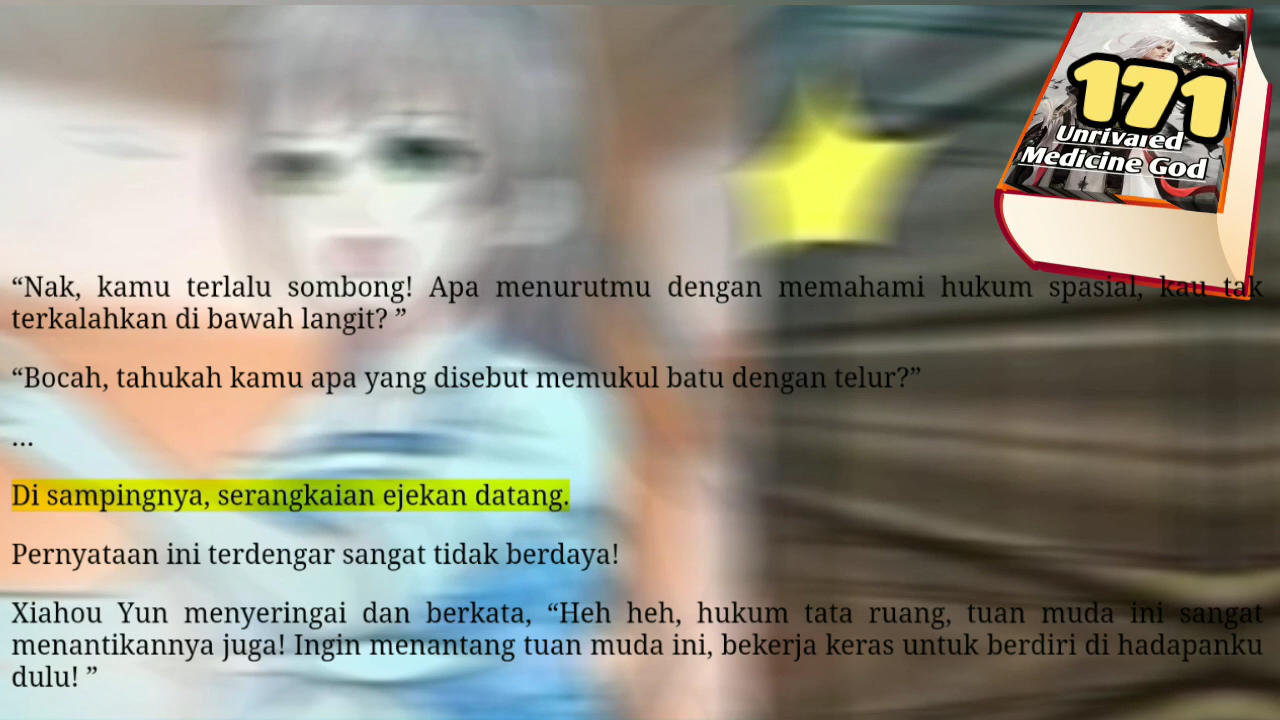 171
Unrivaled
Medicine God
“Nak, kamu terlalu sombong! Apa menurutmu dengan memahami hukum spasial, kau tak
terkalahkan di bawah langit? ”
“Bocah, tahukah kamu apa yang disebut memukul batu dengan telur?”
...
Di sampingnya, serangkaian ejekan datang.
Pernyataan ini terdengar sangat tidak berdaya!
Xiahou Yun menyeringai dan berkata, “Heh heh, hukum tata ruang, tuan muda ini sangat
menantikannya juga! Ingin menantang tuan muda ini, bekerja keras untuk berdiri di hadapanku
dulu! ”